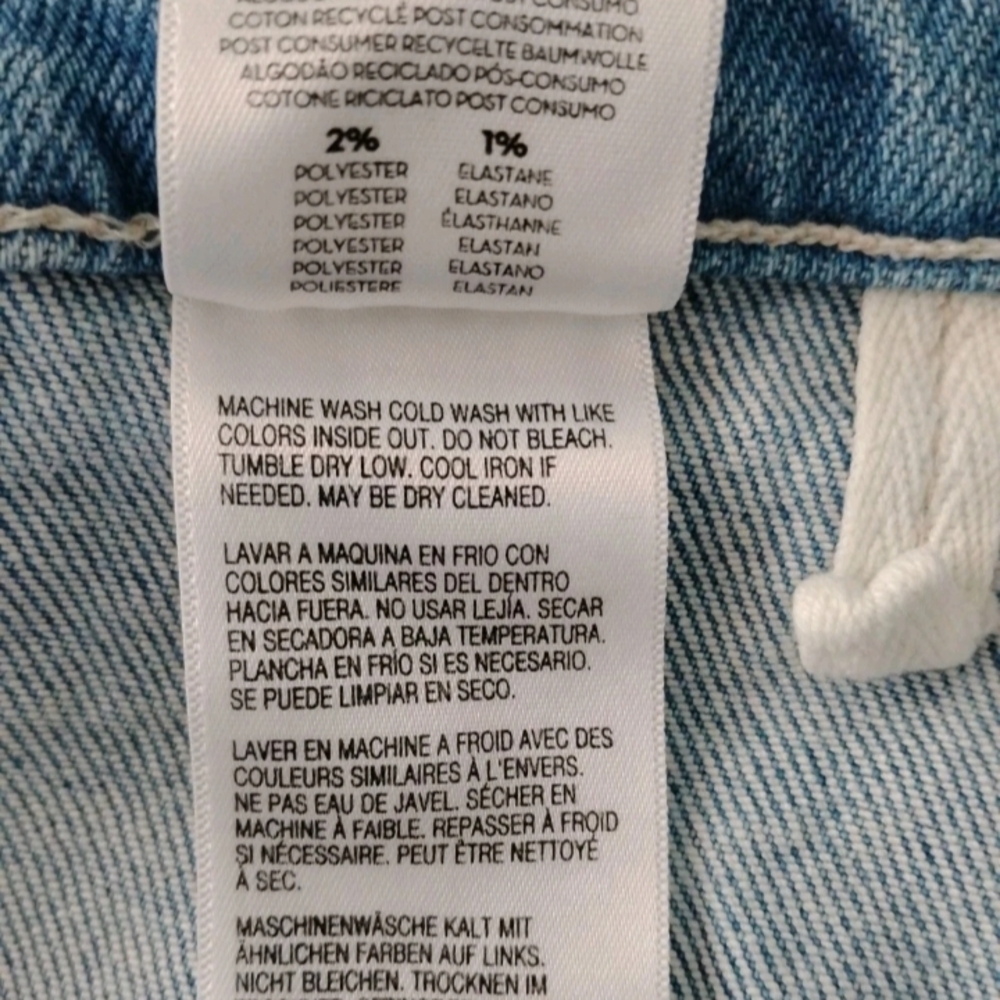 POST CONSUMO
COTON RECYCLÉ POST CONSOMMATION
POST CONSUMER RECYCELTE BAUMWOLLE
ALGODÃO RECICLADO PÓS-CONSUMO
COTONE RICICLATO POST CONSUMO
2% 1%
POLYESTER ELASTANE
POLYESTER ELASTANO
POLYESTER ÉLASTHANNE
POLYESTER ELASTAN
POLYESTER ELASTANO
POLIESTERE ELASTAN
MACHINE WASH COLD WASH WITH LIKE
COLORS INSIDE OUT. DO NOT BLEACH.
TUMBLE DRY LOW. COOL IRON IF
NEEDED. MAY BE DRY CLEANED.
LAVAR A MAQUINA EN FRIO CON
COLORES SIMILARES DEL DENTRO
HACIA FUERA. NO USAR LEJÍA. SECAR
EN SECADORA A BAJA TEMPERATURA.
PLANCHA EN FRÍO SI ES NECESARIO.
SE PUEDE LIMPIAR EN SECO.
LAVER EN MACHINE A FROID AVEC DES
COULEURS SIMILAIRES À L'ENVERS.
NE PAS EAU DE JAVEL. SÉCHER EN
MACHINE À FAIBLE. REPASSER À FROID
SI NÉCESSAIRE. PEUT ÊTRE NETTOYÉ
À SEC.
MASCHINENWÄSCHE KALT MIT
ÄHNLICHEN FARBEN AUF LINKS.
NICHT BLEICHEN. TROCKNEN IM